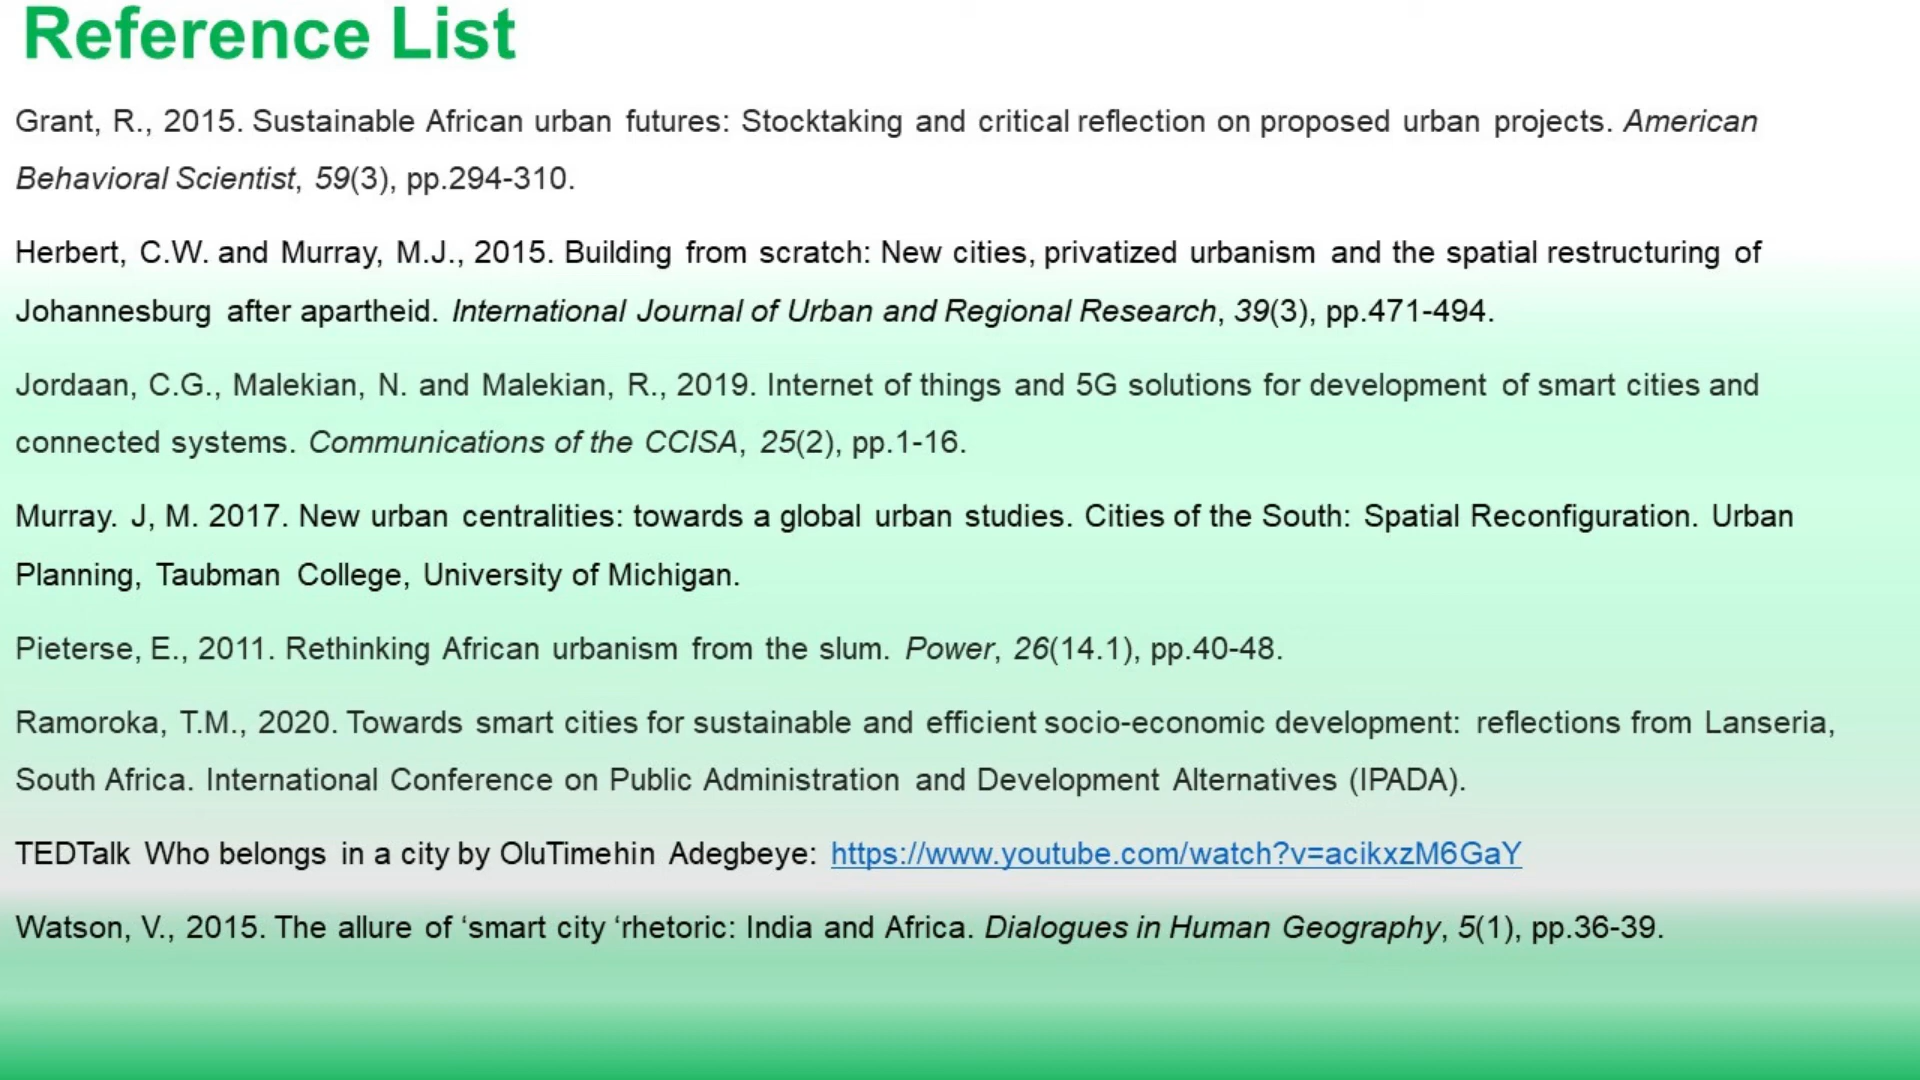 Reference List
Grant, R., 2015. Sustainable African urban futures: Stocktaking and critical reflection on proposed urban projects. American
Behavioral Scientist, 59(3), pp.294-310.
Herbert, C.W. and Murray, M.J., 2015. Building from scratch: New cities, privatized urbanism and the spatial restructuring of
Johannesburg after apartheid. International Journal of Urban and Regional Research, 39(3), pp.471-494.
Jordaan, C.G., Malekian, N. and Malekian, R., 2019. Internet of things and 5G solutions for development of smart cities and
connected systems. Communications of the CCISA, 25(2), pp.1-16.
Murray. J, M. 2017. New urban centralities: towards a global urban studies. Cities of the South: Spatial Reconfiguration. Urban
Planning, Taubman College, University of Michigan.
Pieterse, E., 2011. Rethinking African urbanism from the slum. Power, 26(14.1), pp.40-48.
Ramoroka, T.M., 2020. Towards smart cities for sustainable and efficient socio-economic development: reflections from Lanseria,
South Africa. International Conference on Public Administration and Development Alternatives (IPADA).
TEDTalk Who belongs in a city by OluTimehin Adegbeye: https://www.youtube.com/watch?v=acikxzM6GaY
Watson, V., 2015. The allure of ‘smart city ‘rhetoric: India and Africa. Dialogues in Human Geography, 5(1), pp.36-39.